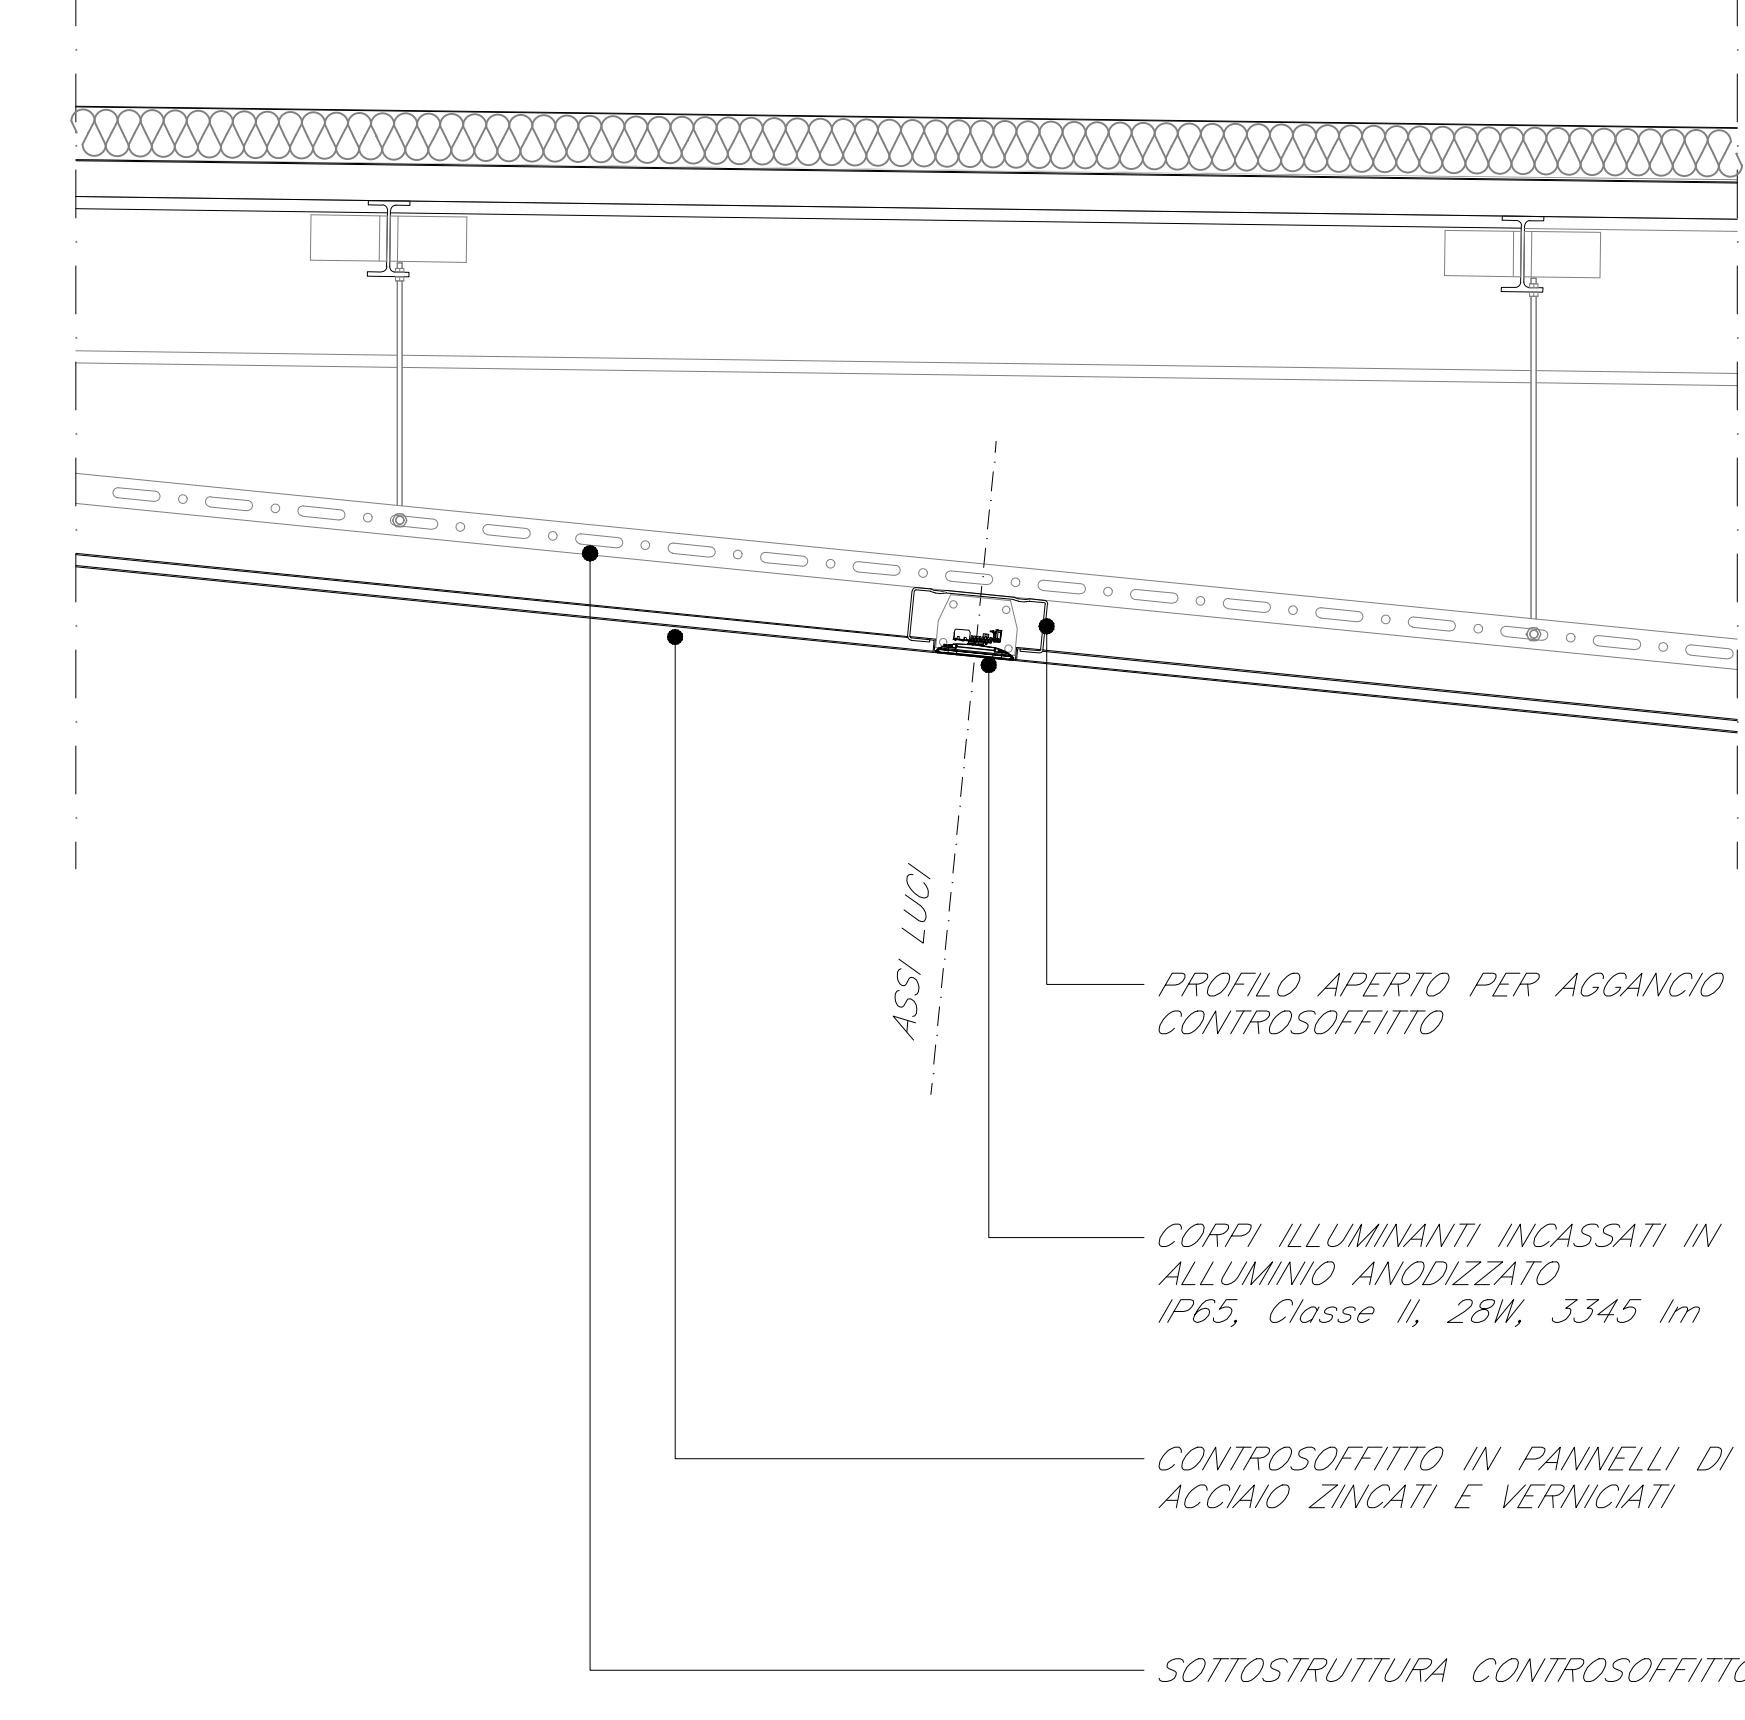 ASSI LUCI
PROFILO APERTO PER AGGANCIO
CONTROSOFFITTO
CORPI ILLUMINANTI INCASSATI IN
ALLUMINIO ANODIZZATO
IP65, Classe II, 28W, 3345 lm
CONTROSOFFITTO IN PANNELLI DI
ACCIAIO ZINCATI E VERNICIATI
SOTTOSTRUTTURA CONTROSOFFITTO